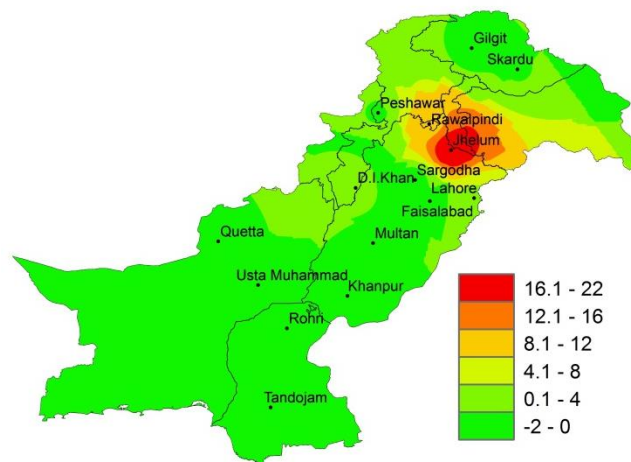 Gilgit
Skardu
Peshawar
Rawalpindi
Jhelum
Sargodha
D.I.Khan
Lahore
Faisalabad
Quetta
Multan
Usta Muhammad
Khanpur
Rohri
Tandojam
16.1 - 22
12.1 - 16
8.1 - 12
4.1 - 8
0.1 - 4
-2 - 0